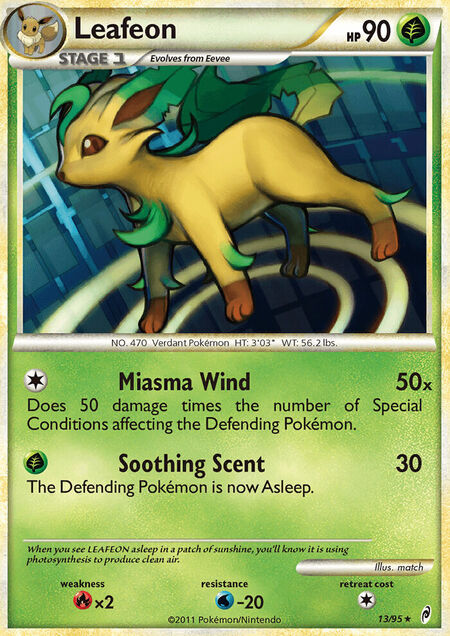 Leafeon HP 90
STAGE 1 Evolves from Eevee
NO. 470 Verdant Pokémon HT: 3'03" WT: 56.2 lbs.
Miasma Wind 50x
Does 50 damage times the number of Special
Conditions affecting the Defending Pokémon.
Soothing Scent 30
The Defending Pokémon is now Asleep.
When you see LEAFEON asleep in a patch of sunshine, you'll know it is using
photosynthesis to produce clean air.
Illus. match
weakness resistance retreat cost
×2 -20
©2011 Pokémon/Nintendo 13/95 ★